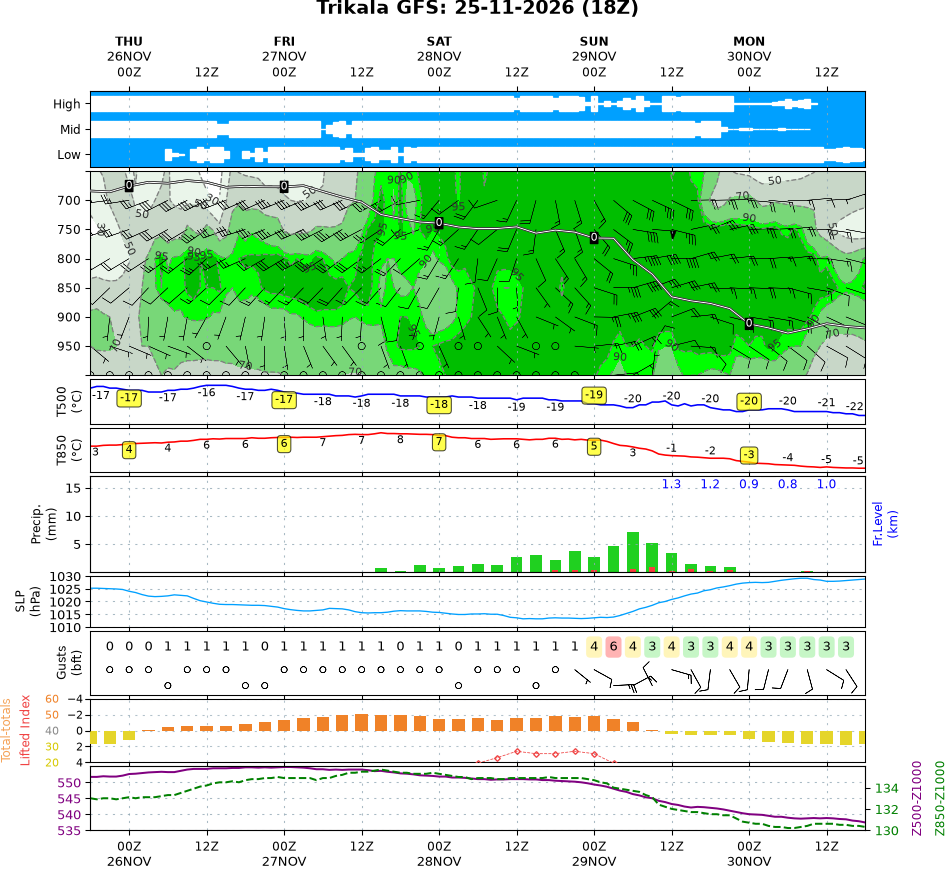 Trikala GFS: 25-11-2026 (18Z)
THU FRI SAT SUN MON
26NOV 27NOV 28NOV 29NOV 30NOV
00Z 12Z 00Z 12Z 00Z 12Z 00Z 12Z 00Z 12Z
High
Mid
Low
700
750
800
850
900
950
0 0 0 0 0
50 50 50 70 90 95
T500
(°C)
-17 -17 -17 -16 -17 -17 -18 -18 -18 -18 -18 -19 -19 -19 -20 -20 -20 -20 -20 -21 -22
T850
(°C)
3 4 4 6 6 6 7 7 8 7 6 6 6 5 3 -1 -2 -3 -4 -5 -5
Precip.
(mm)
15
10
5
1.3 1.2 0.9 0.8 1.0
Fr.Level
(km)
SLP
(hPa)
1030
1025
1020
1015
1010
Gusts
(bft)
0 0 0 1 1 1 1 1 0 1 1 1 1 1 1 0 1 0 1 1 1 1 1 1 1 4 6 4 3 4 3 3 4 4 3 3 3 3 3
Total-totals
Lifted Index
60 −4
50 −2
40 0
30 2
20 4
550
545
540
535
134
132
130
Z500-Z1000
Z850-Z1000
00Z 12Z 00Z 12Z 00Z 12Z 00Z 12Z 00Z 12Z
26NOV 27NOV 28NOV 29NOV 30NOV